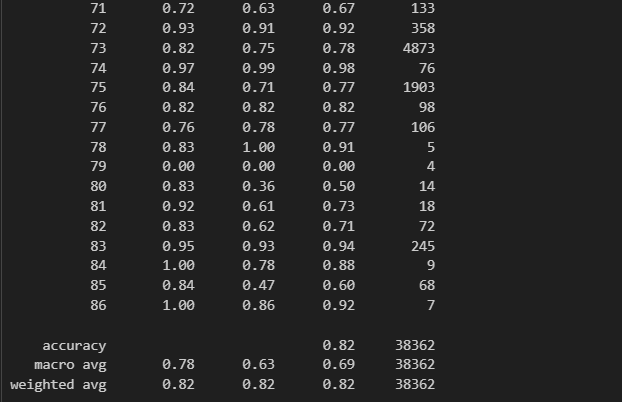 71 0.72 0.63 0.67 133
72 0.93 0.91 0.92 358
73 0.82 0.75 0.78 4873
74 0.97 0.99 0.98 76
75 0.84 0.71 0.77 1903
76 0.82 0.82 0.82 98
77 0.76 0.78 0.77 106
78 0.83 1.00 0.91 5
79 0.00 0.00 0.00 4
80 0.83 0.36 0.50 14
81 0.92 0.61 0.73 18
82 0.83 0.62 0.71 72
83 0.95 0.93 0.94 245
84 1.00 0.78 0.88 9
85 0.84 0.47 0.60 68
86 1.00 0.86 0.92 7
accuracy 0.82 38362
macro avg 0.78 0.63 0.69 38362
weighted avg 0.82 0.82 0.82 38362